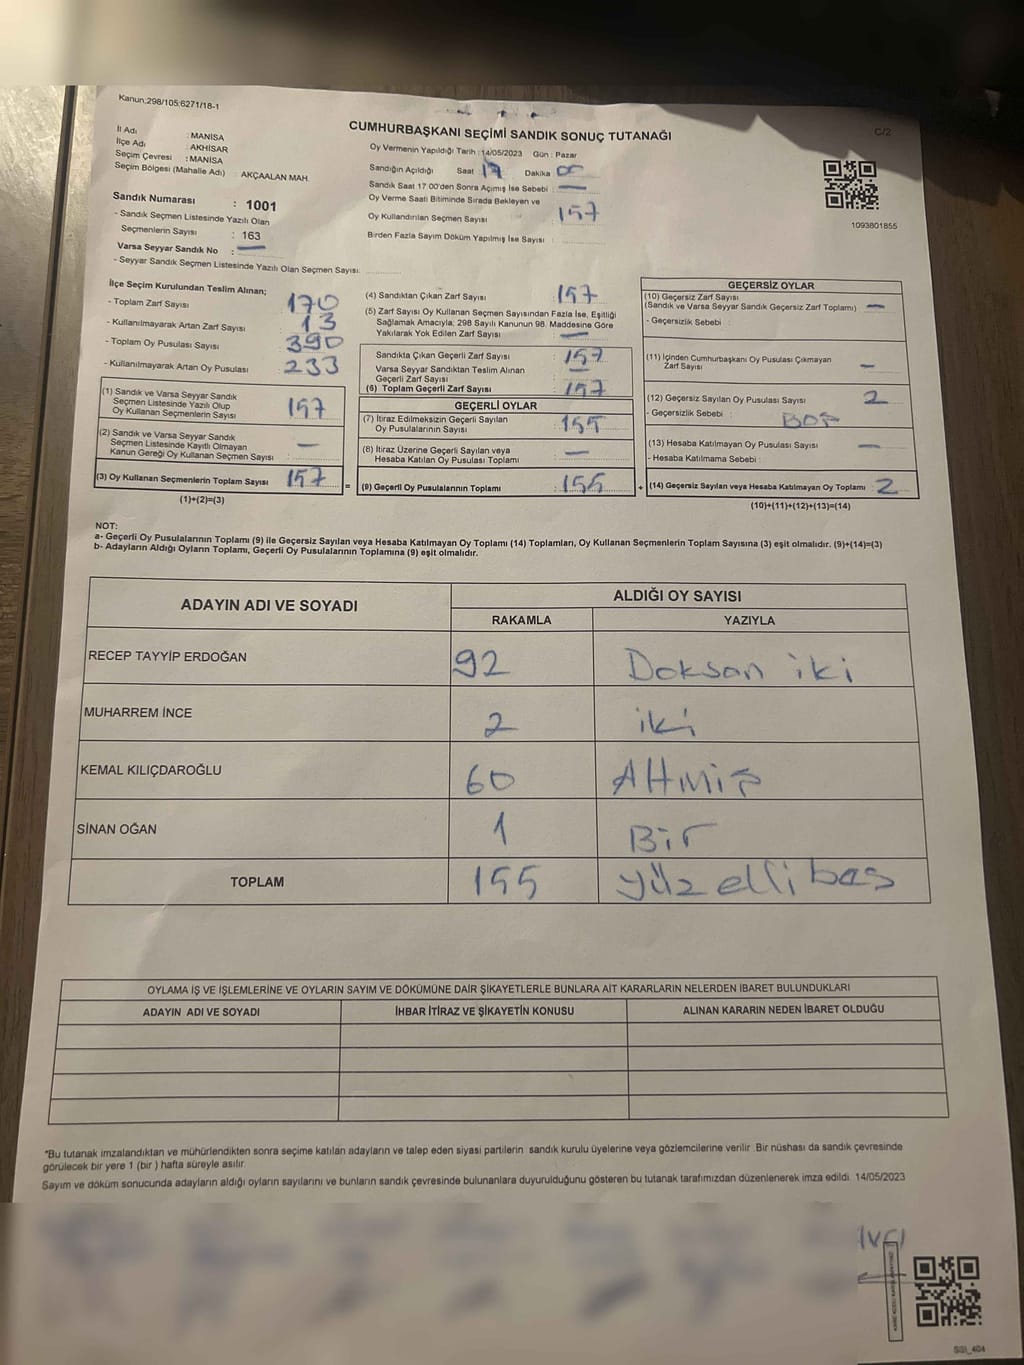 Kanun;298/105;6271/18-1
C/2
CUMHURBAŞKANI SEÇİMİ SANDIK SONUÇ TUTANAĞI
İl Adı : MANİSA
İlçe Adı : AKHİSAR
Seçim Çevresi : MANİSA
Seçim Bölgesi (Mahalle Adı) : AKÇAALAN MAH.
Sandık Numarası : 1001
- Sandık Seçmen Listesinde Yazılı Olan
Seçmenlerin Sayısı : 163
Varsa Seyyar Sandık No : —
- Seyyar Sandık Seçmen Listesinde Yazılı Olan Seçmen Sayısı:
Oy Vermenin Yapıldığı Tarih : 14/05/2023 Gün : Pazar
Sandığın Açıldığı Saat 17 Dakika 00
Sandık Saat 17:00'den Sonra Açımış İse Sebebi : —
Oy Verme Saati Bitiminde Sırada Bekleyen ve
Oy Kullandırılan Seçmen Sayısı : 157
Birden Fazla Sayım Döküm Yapılmış İse Sayısı :
1093801855
İlçe Seçim Kurulundan Teslim Alınan;
- Toplam Zarf Sayısı : 170
- Kullanılmayarak Artan Zarf Sayısı : 13
- Toplam Oy Pusulası Sayısı : 390
- Kullanılmayarak Artan Oy Pusulası : 233
(1) Sandık ve Varsa Seyyar Sandık
Seçmen Listesinde Yazılı Olup
Oy Kullanan Seçmenlerin Sayısı : 157
(2) Sandık ve Varsa Seyyar Sandık
Seçmen Listesinde Kayıtlı Olmayan
Kanun Gereği Oy Kullanan Seçmen Sayısı : —
(3) Oy Kullanan Seçmenlerin Toplam Sayısı : 157
(1)+(2)=(3)
(4) Sandıktan Çıkan Zarf Sayısı : 157
(5) Zarf Sayısı Oy Kullanan Seçmen Sayısından Fazla İse, Eşitliği
Sağlamak Amacıyla, 298 Sayılı Kanunun 98. Maddesine Göre
Yakılarak Yok Edilen Zarf Sayısı : —
Sandıkta Çıkan Geçerli Zarf Sayısı : 157
Varsa Seyyar Sandıktan Teslim Alınan
Geçerli Zarf Sayısı : —
(6) Toplam Geçerli Zarf Sayısı : 157
GEÇERLİ OYLAR
(7) İtiraz Edilmeksizin Geçerli Sayılan
Oy Pusulalarının Sayısı : 155
(8) İtiraz Üzerine Geçerli Sayılan veya
Hesaba Katılan Oy Pusulası Toplamı : —
= (9) Geçerli Oy Pusulalarının Toplamı : 155 +
GEÇERSİZ OYLAR
(10) Geçersiz Zarf Sayısı
(Sandık ve Varsa Seyyar Sandık Geçersiz Zarf Toplamı) : —
- Geçersizlik Sebebi :
(11) İçinden Cumhurbaşkanı Oy Pusulası Çıkmayan
Zarf Sayısı : —
(12) Geçersiz Sayılan Oy Pusulası Sayısı : 2
- Geçersizlik Sebebi : BOŞ
(13) Hesaba Katılmayan Oy Pusulası Sayısı : —
- Hesaba Katılmama Sebebi :
(14) Geçersiz Sayılan veya Hesaba Katılmayan Oy Toplamı : 2
(10)+(11)+(12)+(13)=(14)
NOT:
a- Geçerli Oy Pusulalarının Toplamı (9) ile Geçersiz Sayılan veya Hesaba Katılmayan Oy Toplamı (14) Toplamları, Oy Kullanan Seçmenlerin Toplam Sayısına (3) eşit olmalıdır. (9)+(14)=(3)
b- Adayların Aldığı Oyların Toplamı, Geçerli Oy Pusulalarının Toplamına (9) eşit olmalıdır.
ADAYIN ADI VE SOYADI
ALDIĞI OY SAYISI
RAKAMLA YAZIYLA
RECEP TAYYİP ERDOĞAN 92 Doksan iki
MUHARREM İNCE 2 iki
KEMAL KILIÇDAROĞLU 60 Altmış
SİNAN OĞAN 1 Bir
TOPLAM 155 yüz elli beş
OYLAMA İŞ VE İŞLEMLERİNE VE OYLARIN SAYIM VE DÖKÜMÜNE DAİR ŞİKAYETLERLE BUNLARA AİT KARARLARIN NELERDEN İBARET BULUNDUKLARI
ADAYIN ADI VE SOYADI İHBAR İTİRAZ VE ŞİKAYETİN KONUSU ALINAN KARARIN NEDEN İBARET OLDUĞU
*Bu tutanak imzalandıktan ve mühürlendikten sonra seçime katılan adayların ve talep eden siyasi partilerin sandık kurulu üyelerine veya gözlemcilerine verilir. Bir nüshası da sandık çevresinde
görülecek bir yere 1 (bir ) hafta süreyle asılır.
Sayım ve döküm sonucunda adayların aldığı oyların sayılarını ve bunların sandık çevresinde bulunanlara duyurulduğunu gösteren bu tutanak tarafımızdan düzenlenerek imza edildi. 14/05/2023
SGI_404